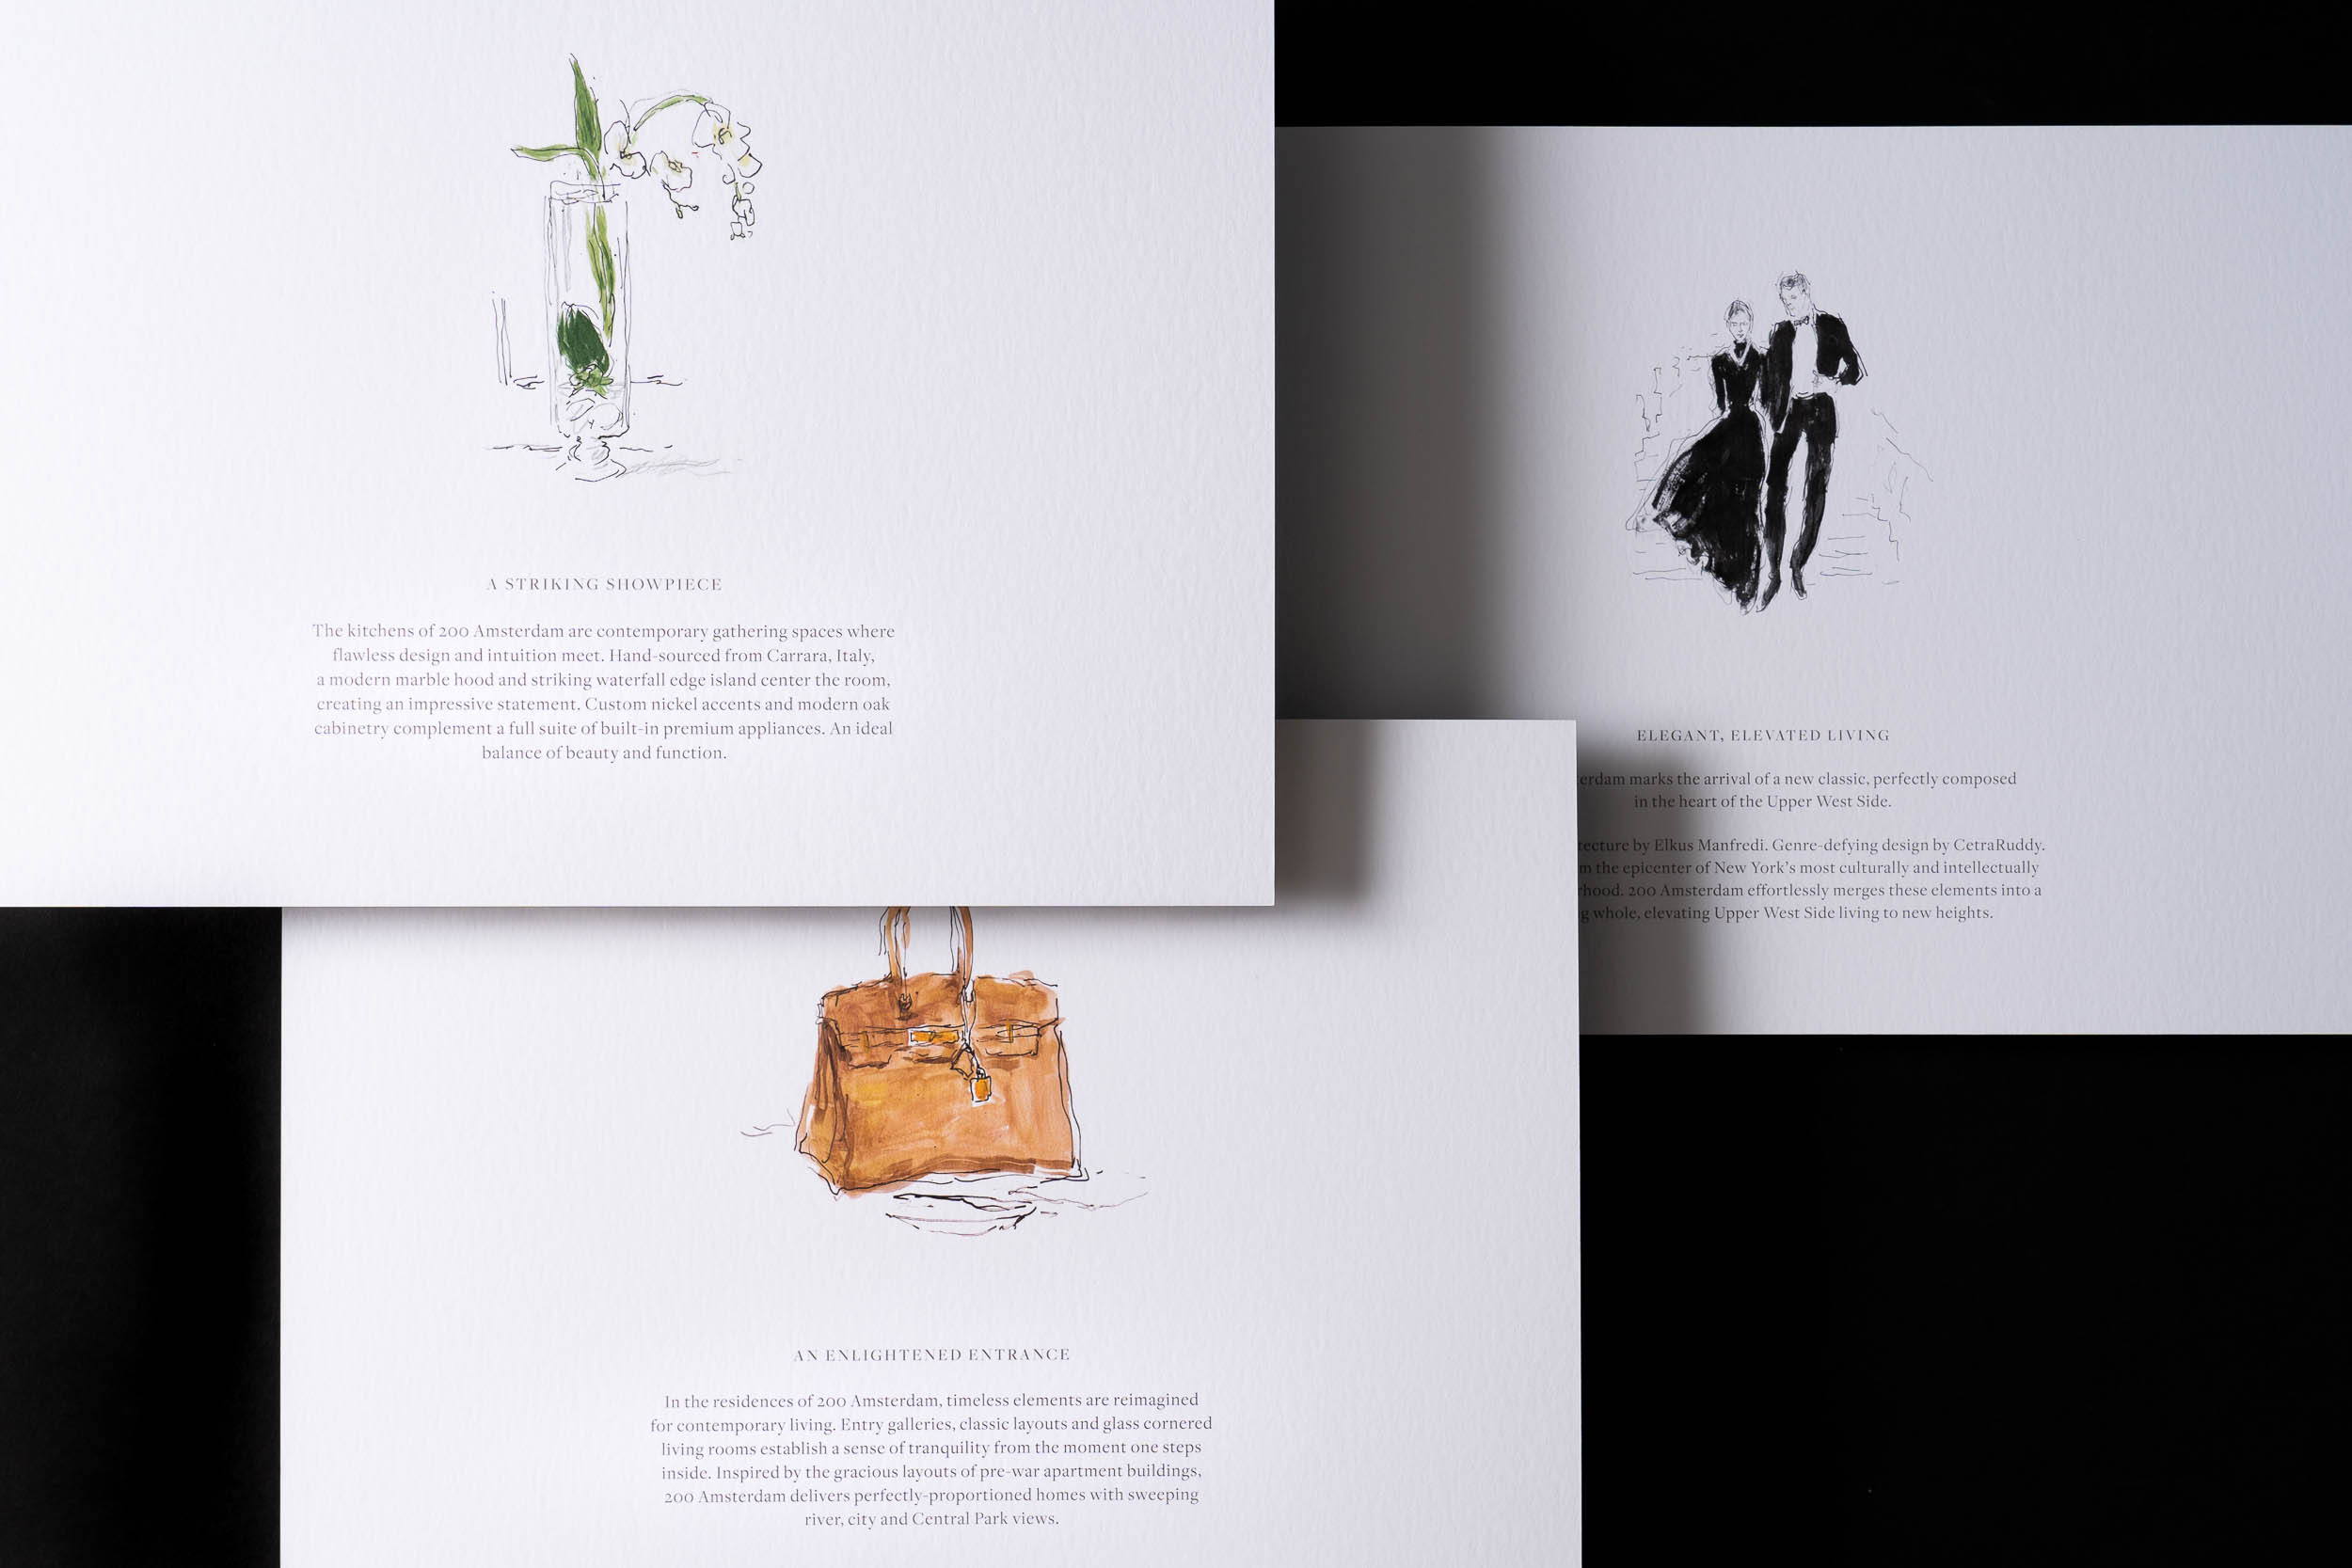 A STRIKING SHOWPIECE
The kitchens of 200 Amsterdam are contemporary gathering spaces where
flawless design and intuition meet. Hand-sourced from Carrara, Italy,
a modern marble hood and striking waterfall edge island center the room,
creating an impressive statement. Custom nickel accents and modern oak
cabinetry complement a full suite of built-in premium appliances. An ideal
balance of beauty and function.
ELEGANT, ELEVATED LIVING
marks the arrival of a new classic, perfectly composed
in the heart of the Upper West Side.
by Elkus Manfredi. Genre-defying design by CetraRuddy.
the epicenter of New York's most culturally and intellectually
200 Amsterdam effortlessly merges these elements into a
whole, elevating Upper West Side living to new heights.
AN ENLIGHTENED ENTRANCE
In the residences of 200 Amsterdam, timeless elements are reimagined
for contemporary living. Entry galleries, classic layouts and glass cornered
living rooms establish a sense of tranquility from the moment one steps
inside. Inspired by the gracious layouts of pre-war apartment buildings,
200 Amsterdam delivers perfectly-proportioned homes with sweeping
river, city and Central Park views.